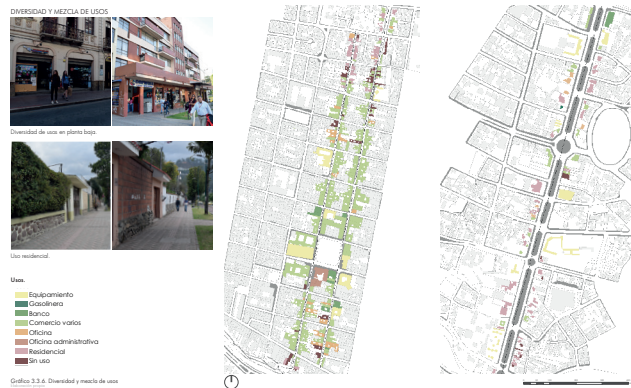 DIVERSIDAD Y MEZCLA DE USOS
Diversidad de usos en planta baja.
Uso residencial.
Usos.
Equipamiento
Gasolinera
Banco
Comercio varios
Oficina
Oficina administrativa
Residencial
Sin uso
Gráfico 3.3.6. Diversidad y mezcla de usos